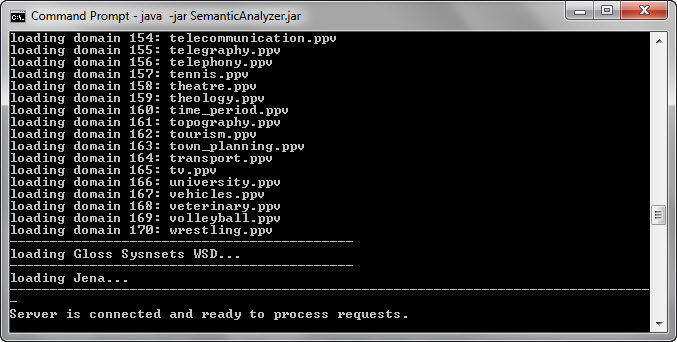 Command Prompt - java -jar SemanticAnalyzer.jar
loading domain 154: telecommunication.ppv
loading domain 155: telegraphy.ppv
loading domain 156: telephony.ppv
loading domain 157: tennis.ppv
loading domain 158: theatre.ppv
loading domain 159: theology.ppv
loading domain 160: time_period.ppv
loading domain 161: topography.ppv
loading domain 162: tourism.ppv
loading domain 163: town_planning.ppv
loading domain 164: transport.ppv
loading domain 165: tv.ppv
loading domain 166: university.ppv
loading domain 167: vehicles.ppv
loading domain 168: veterinary.ppv
loading domain 169: volleyball.ppv
loading domain 170: wrestling.ppv
-------------------------------------------
loading Gloss Sysnsets WSD...
-------------------------------------------
loading Jena...
--------------------------------------------------------------------------------
-
Server is connected and ready to process requests.